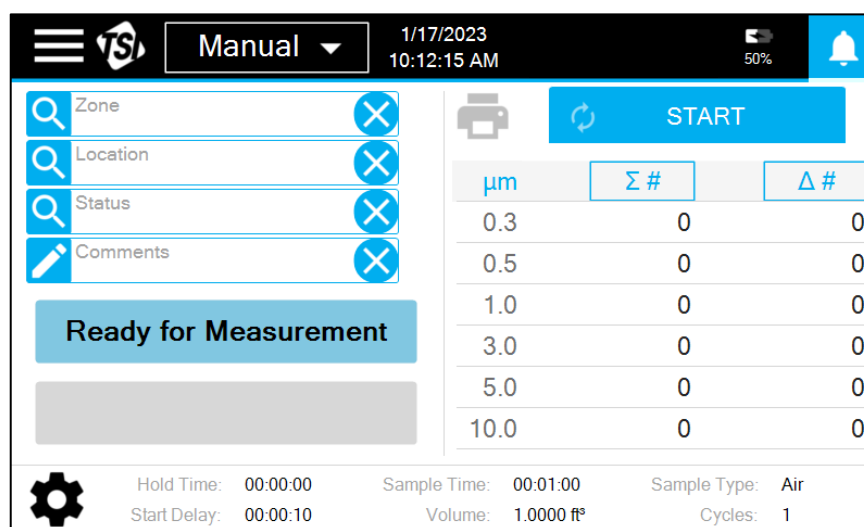 TSI
Manual
1/17/2023
10:12:15 AM
50%
Zone
Location
Status
Comments
Ready for Measurement
START
µm Σ # Δ #
0.3 0 0
0.5 0 0
1.0 0 0
3.0 0 0
5.0 0 0
10.0 0 0
Hold Time: 00:00:00 Sample Time: 00:01:00 Sample Type: Air
Start Delay: 00:00:10 Volume: 1.0000 ft³ Cycles: 1